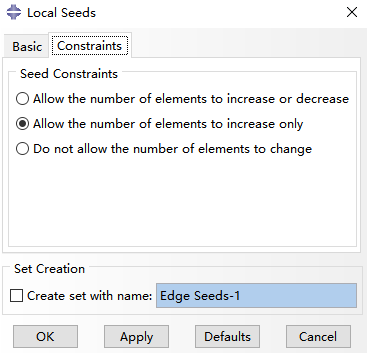 Local Seeds
Basic Constraints
Seed Constraints
Allow the number of elements to increase or decrease
Allow the number of elements to increase only
Do not allow the number of elements to change
Set Creation
Create set with name: Edge Seeds-1
OK Apply Defaults Cancel